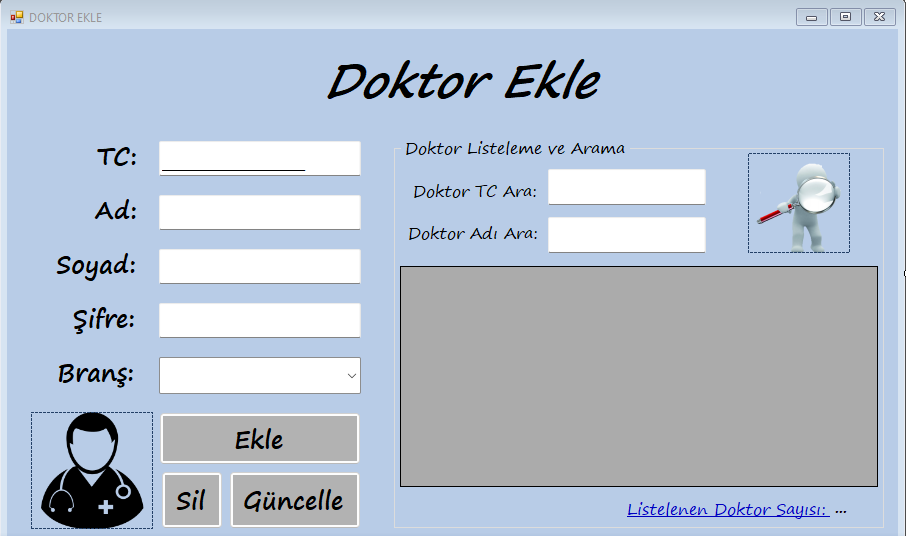 DOKTOR EKLE
Doktor Ekle
TC:
Ad:
Soyad:
Şifre:
Branş:
Ekle
Sil
Güncelle
Doktor Listeleme ve Arama
Doktor TC Ara:
Doktor Adı Ara:
Listelenen Doktor Sayısı: ...